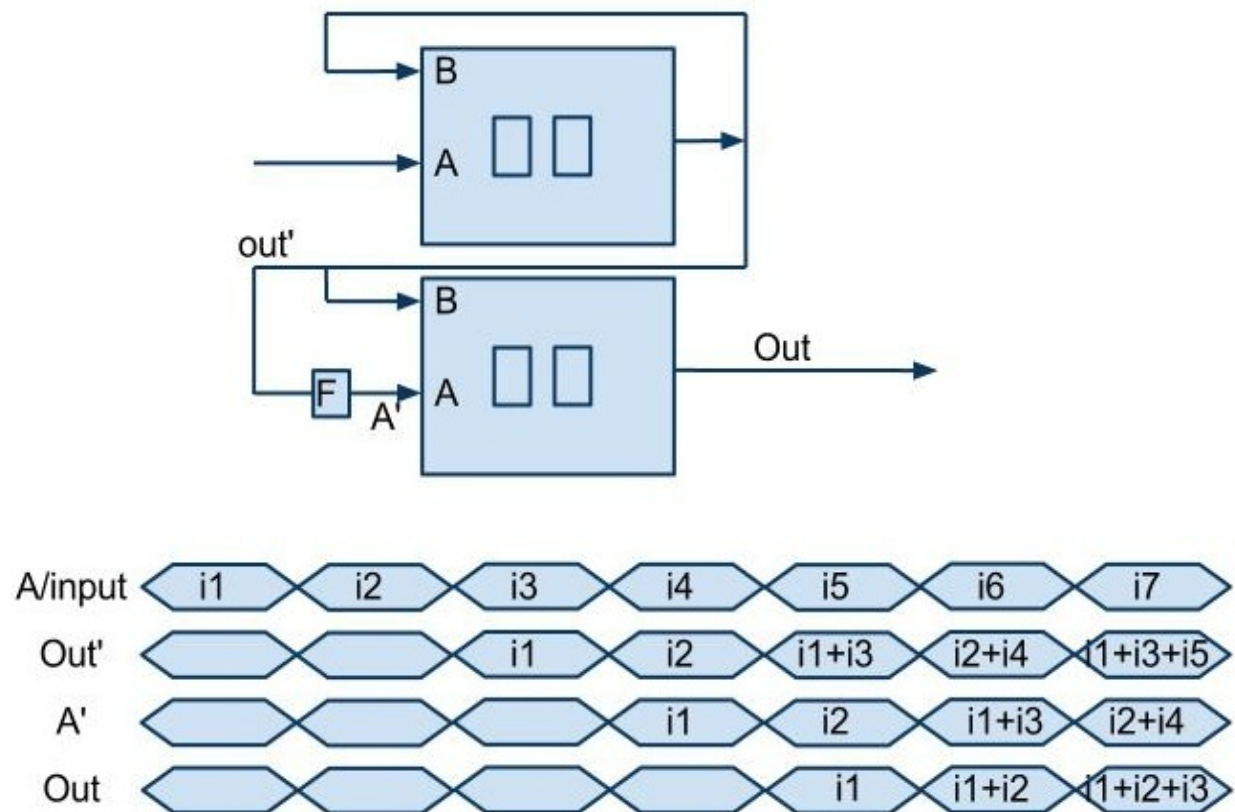 B
A
out'
B
Out
F
A'
A
A/input i1 i2 i3 i4 i5 i6 i7
Out' i1 i2 i1+i3 i2+i4 i1+i3+i5
A' i1 i2 i1+i3 i2+i4
Out i1 i1+i2 i1+i2+i3